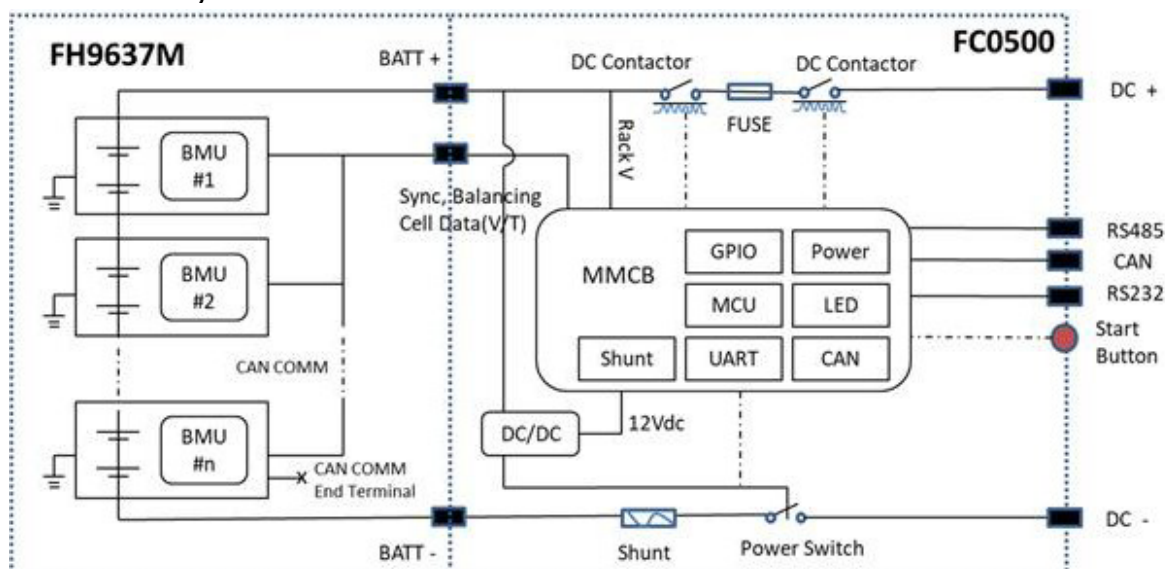 FH9637M
BATT +
FC0500
DC Contactor
DC Contactor
DC +
FUSE
BMU
#1
Rack V
Sync, Balancing
Cell Data(V/T)
BMU
#2
MMCB
GPIO
Power
MCU
LED
Shunt
UART
CAN
RS485
CAN
RS232
Start
Button
CAN COMM
BMU
#n
DC/DC
12Vdc
CAN COMM
End Terminal
BATT -
Shunt
Power Switch
DC -